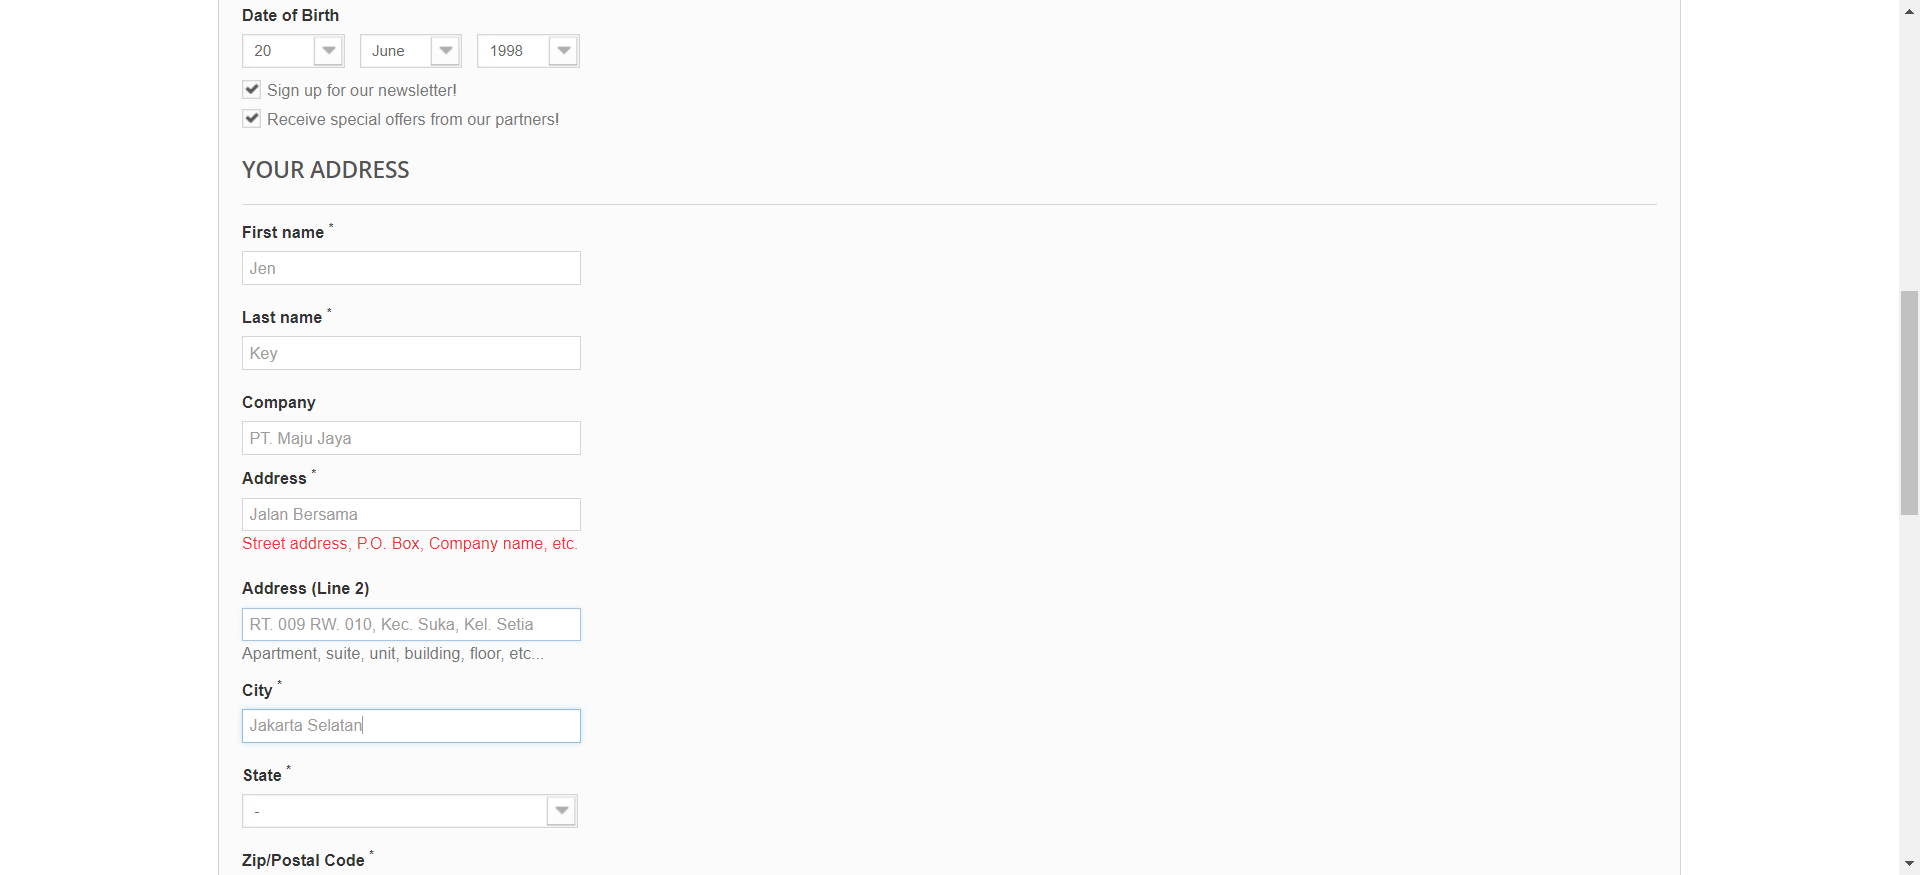 Date of Birth
20 June 1998
Sign up for our newsletter!
Receive special offers from our partners!
YOUR ADDRESS
First name *
Jen
Last name *
Key
Company
PT. Maju Jaya
Address *
Jalan Bersama
Street address, P.O. Box, Company name, etc.
Address (Line 2)
RT. 009 RW. 010, Kec. Suka, Kel. Setia
Apartment, suite, unit, building, floor, etc...
City *
Jakarta Selatan
State *
-
Zip/Postal Code *